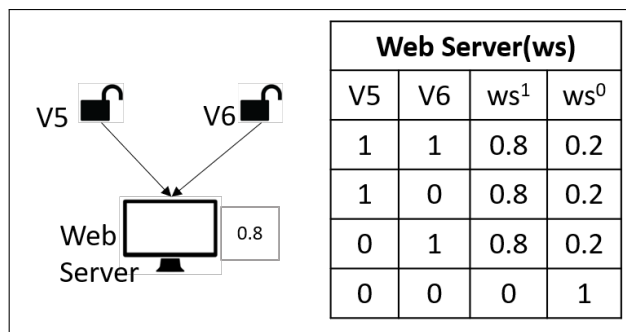 V5
V6
Web
Server
0.8
Web Server(ws)
V5 V6 ws¹ ws⁰
1 1 0.8 0.2
1 0 0.8 0.2
0 1 0.8 0.2
0 0 0 1